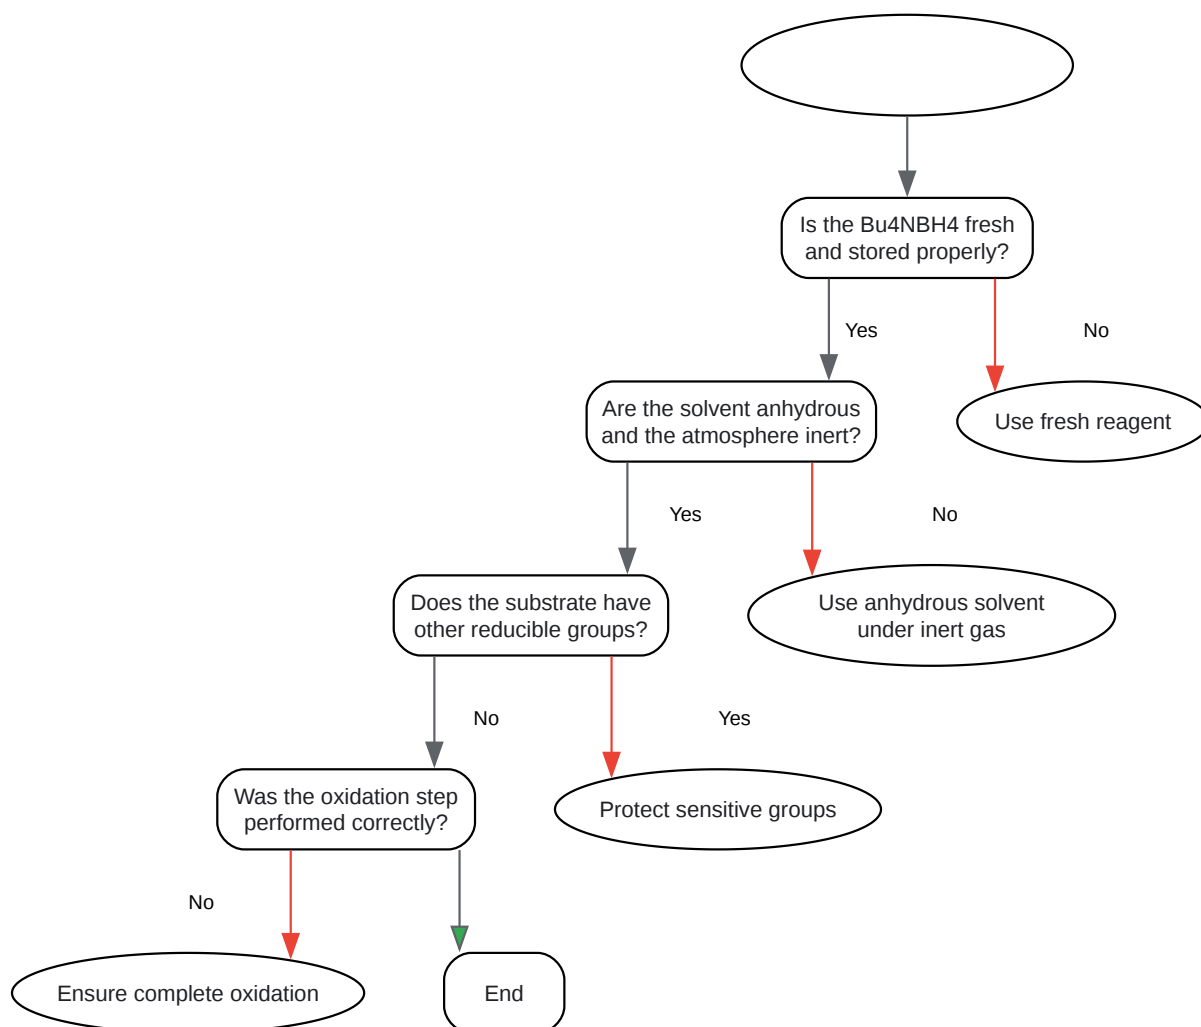 Is the Bu4NBH4 fresh
and stored properly?
Yes
No
Are the solvent anhydrous
and the atmosphere inert?
Use fresh reagent
Yes
No
Does the substrate have
other reducible groups?
Use anhydrous solvent
under inert gas
No
Yes
Was the oxidation step
performed correctly?
Protect sensitive groups
No
Ensure complete oxidation
End